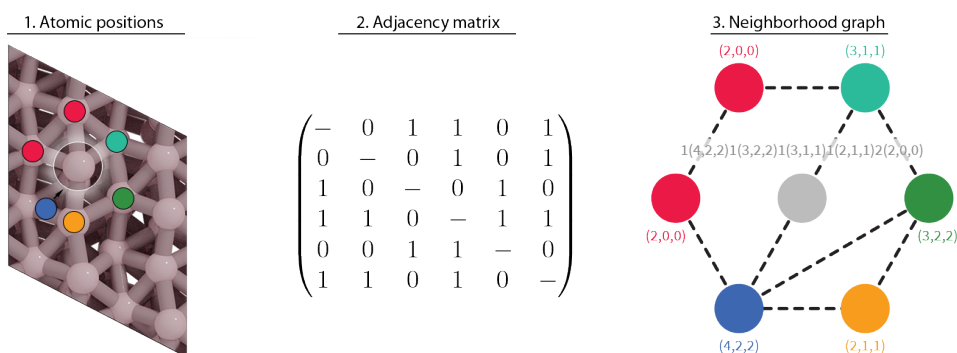 1. Atomic positions
2. Adjacency matrix
3. Neighborhood graph
− 0 1 1 0 1
0 − 0 1 0 1
1 0 − 0 1 0
1 1 0 − 1 1
0 0 1 1 − 0
1 1 0 1 0 −
(2,0,0)
(3,1,1)
1(4,2,2)1(3,2,2)1(3,1,1)1(2,1,1)2(2,0,0)
(2,0,0)
(3,2,2)
(4,2,2)
(2,1,1)